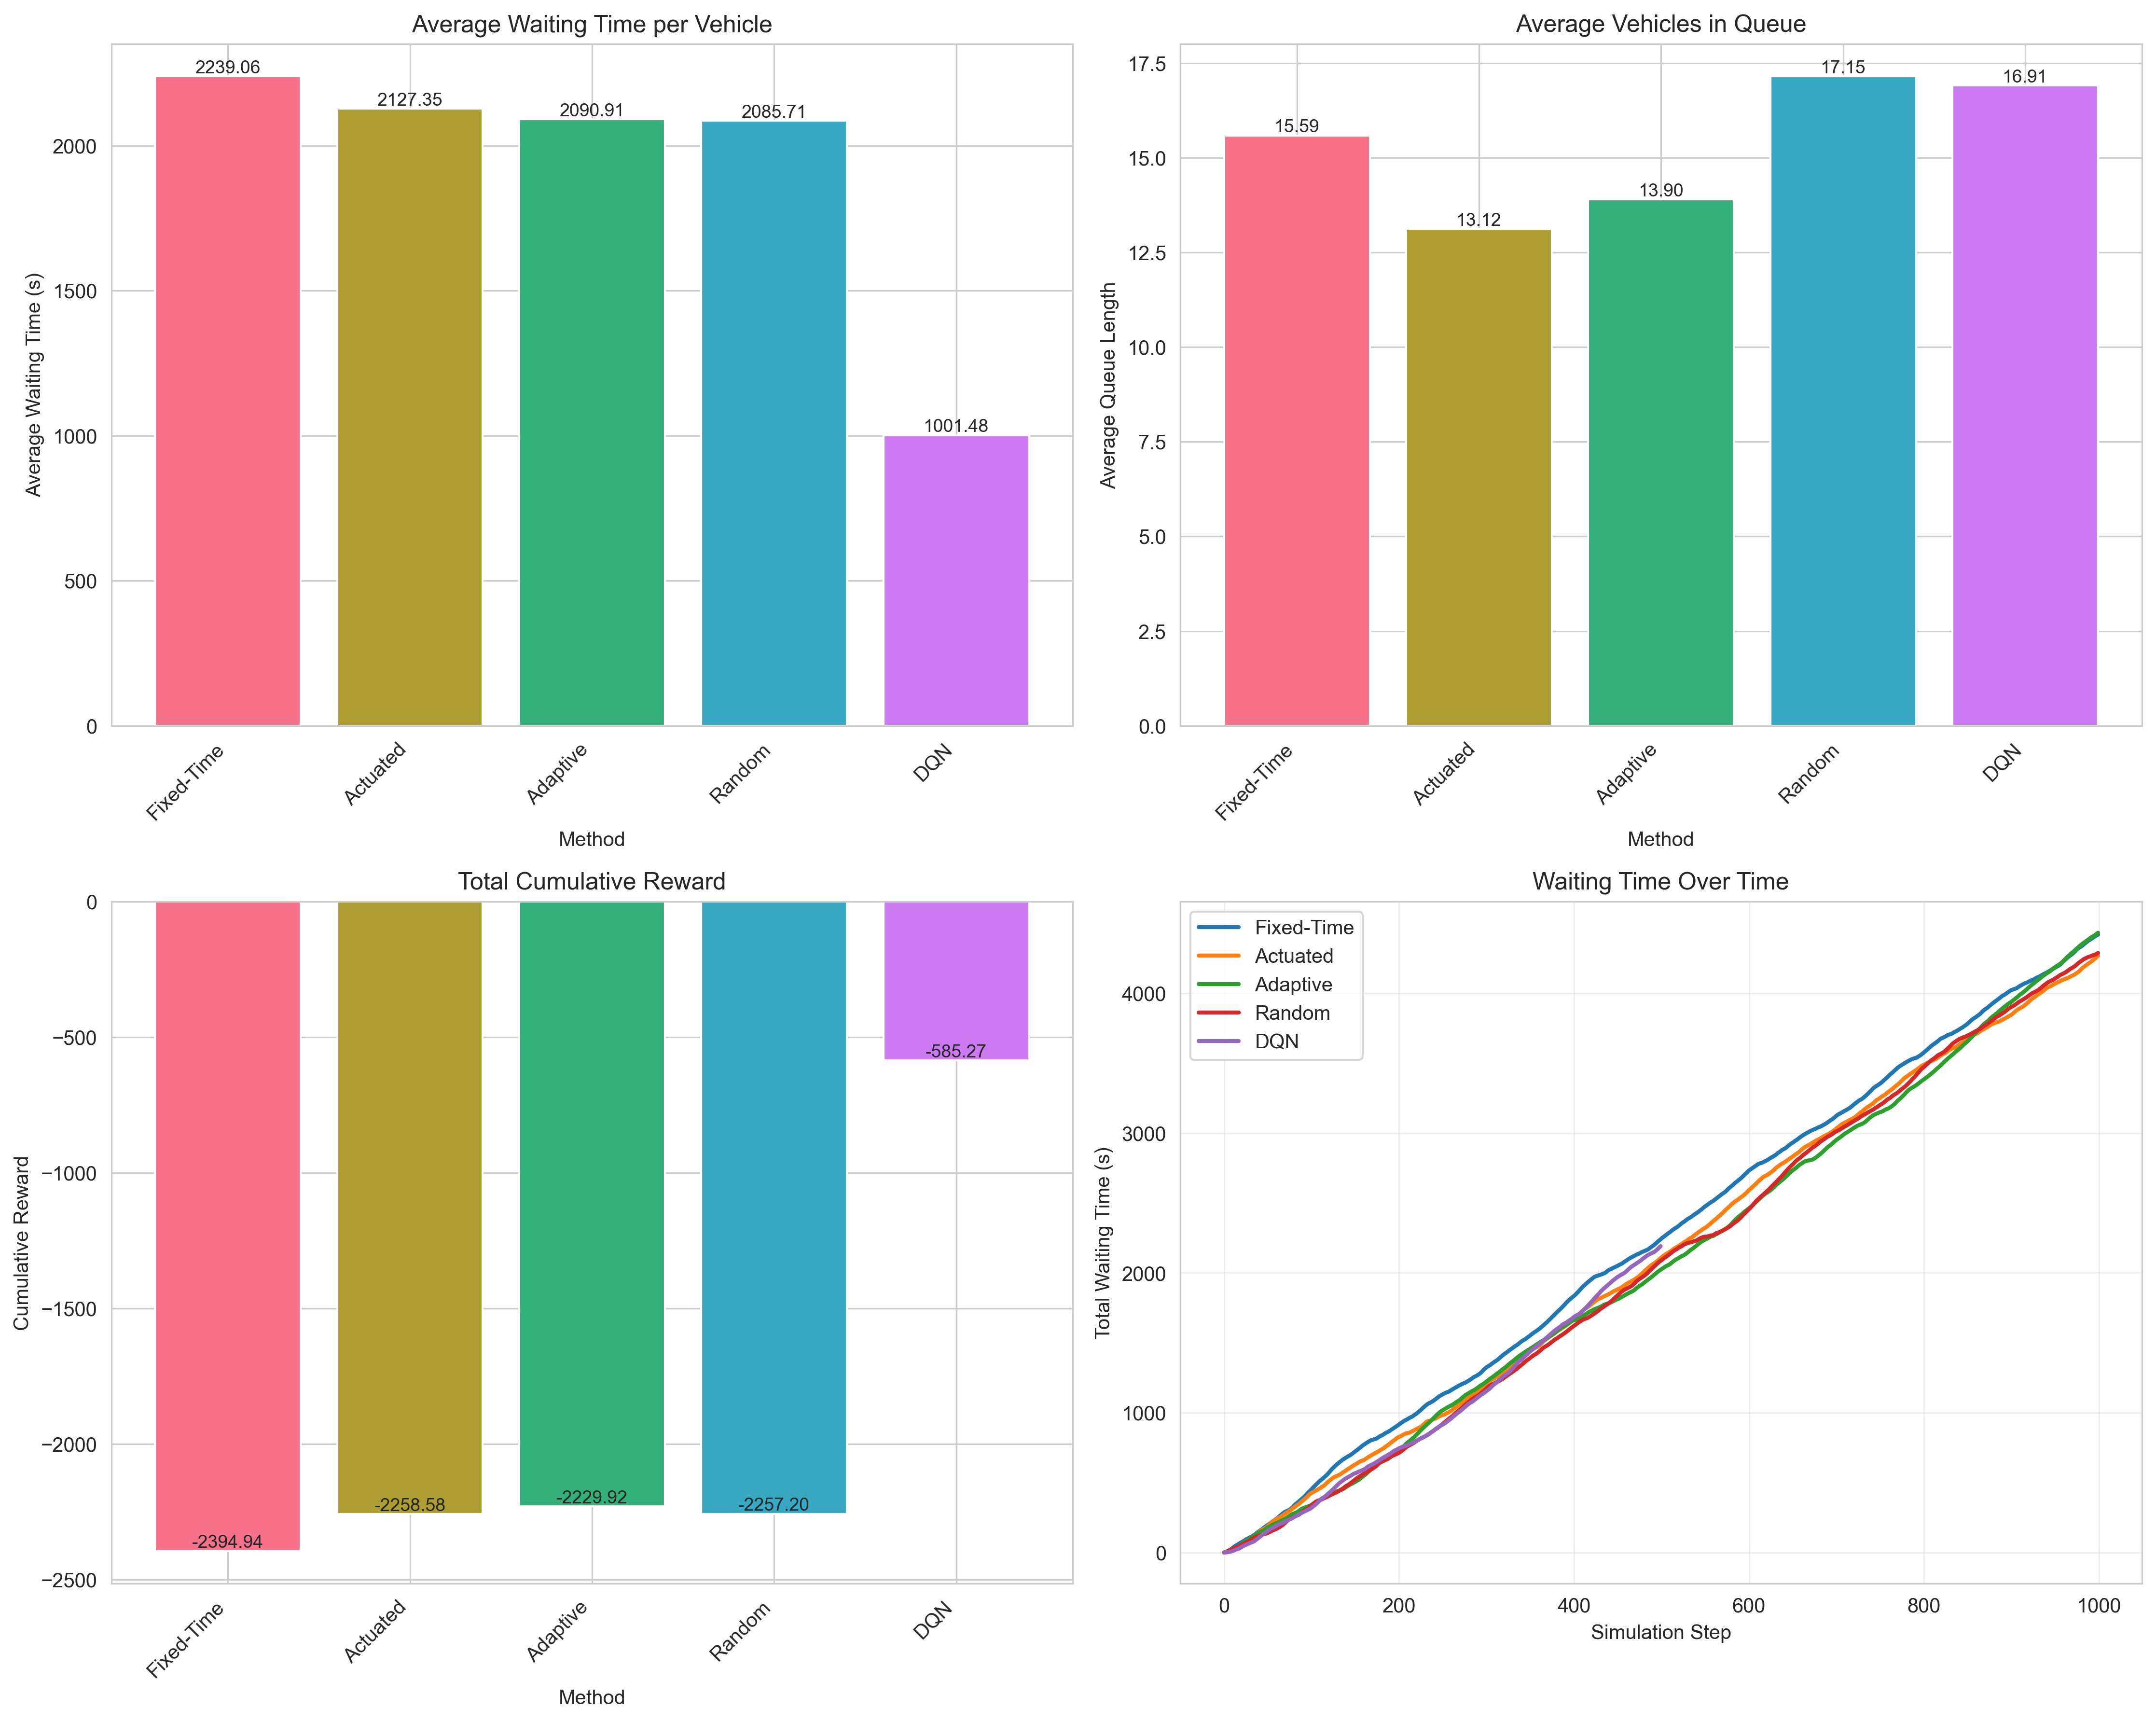 Average Waiting Time per Vehicle
Average Waiting Time (s)
2000
1500
1000
500
0
2239.06
2127.35
2090.91
2085.71
1001.48
Fixed-Time
Actuated
Adaptive
Random
DQN
Method
Average Vehicles in Queue
Average Queue Length
17.5
15.0
12.5
10.0
7.5
5.0
2.5
0.0
15.59
13.12
13.90
17.15
16.91
Fixed-Time
Actuated
Adaptive
Random
DQN
Method
Total Cumulative Reward
Cumulative Reward
0
−500
−1000
−1500
−2000
−2500
-2394.94
-2258.58
-2229.92
-2257.20
-585.27
Fixed-Time
Actuated
Adaptive
Random
DQN
Method
Waiting Time Over Time
Total Waiting Time (s)
4000
3000
2000
1000
0
Fixed-Time
Actuated
Adaptive
Random
DQN
0 200 400 600 800 1000
Simulation Step